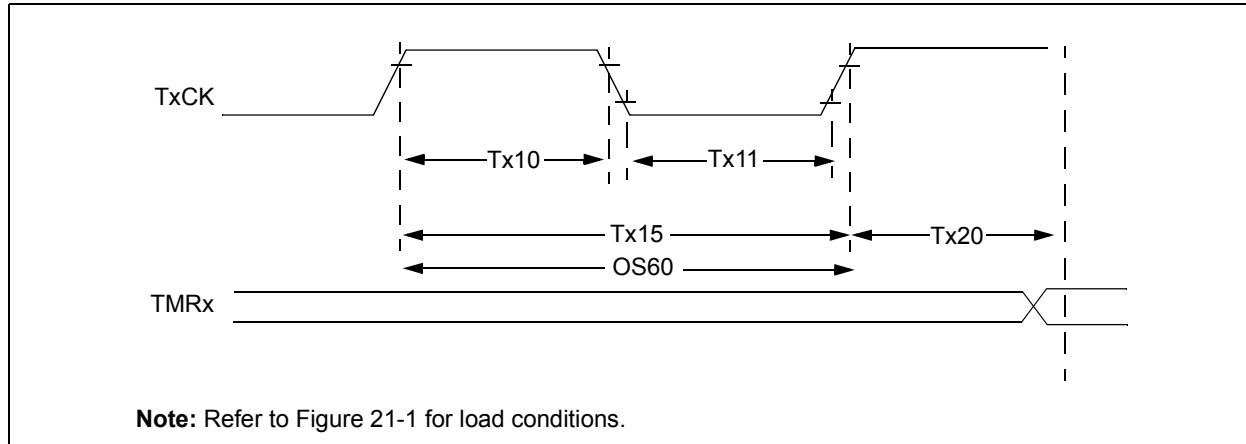 TxCK
Tx10
Tx11
Tx15
Tx20
OS60
TMRx
Note: Refer to Figure 21-1 for load conditions.